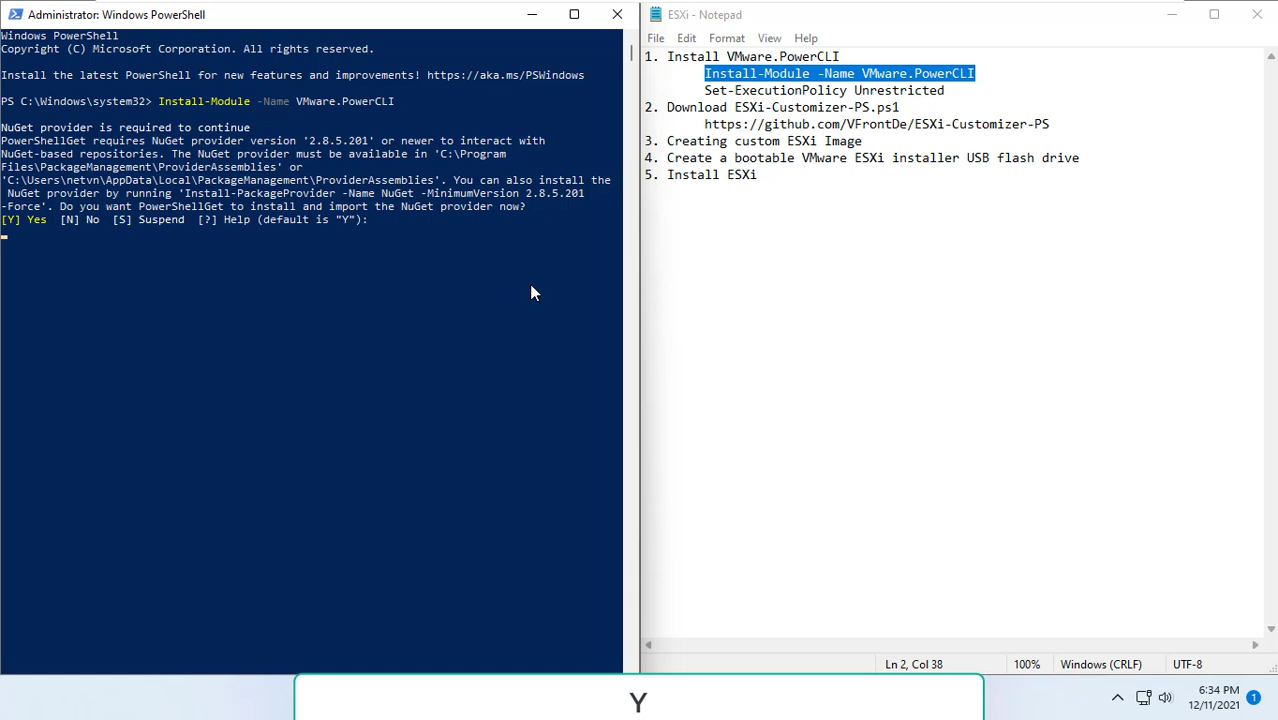 Administrator: Windows PowerShell
Windows PowerShell
Copyright (C) Microsoft Corporation. All rights reserved.
Install the latest PowerShell for new features and improvements! https://aka.ms/PSWindows
PS C:\Windows\system32> Install-Module -Name VMware.PowerCLI
NuGet provider is required to continue
PowerShellGet requires NuGet provider version '2.8.5.201' or newer to interact with
NuGet-based repositories. The NuGet provider must be available in 'C:\Program
Files\PackageManagement\ProviderAssemblies' or
'C:\Users\netvn\AppData\Local\PackageManagement\ProviderAssemblies'. You can also install the
NuGet provider by running 'Install-PackageProvider -Name NuGet -MinimumVersion 2.8.5.201
-Force'. Do you want PowerShellGet to install and import the NuGet provider now?
[Y] Yes  [N] No  [S] Suspend  [?] Help (default is "Y"):
ESXi - Notepad
File Edit Format View Help
1. Install VMware.PowerCLI
Install-Module -Name VMware.PowerCLI
Set-ExecutionPolicy Unrestricted
2. Download ESXi-Customizer-PS.ps1
https://github.com/VFrontDe/ESXi-Customizer-PS
3. Creating custom ESXi Image
4. Create a bootable VMware ESXi installer USB flash drive
5. Install ESXi
Ln 2, Col 38 100% Windows (CRLF) UTF-8
Y
6:34 PM
12/11/2021
1